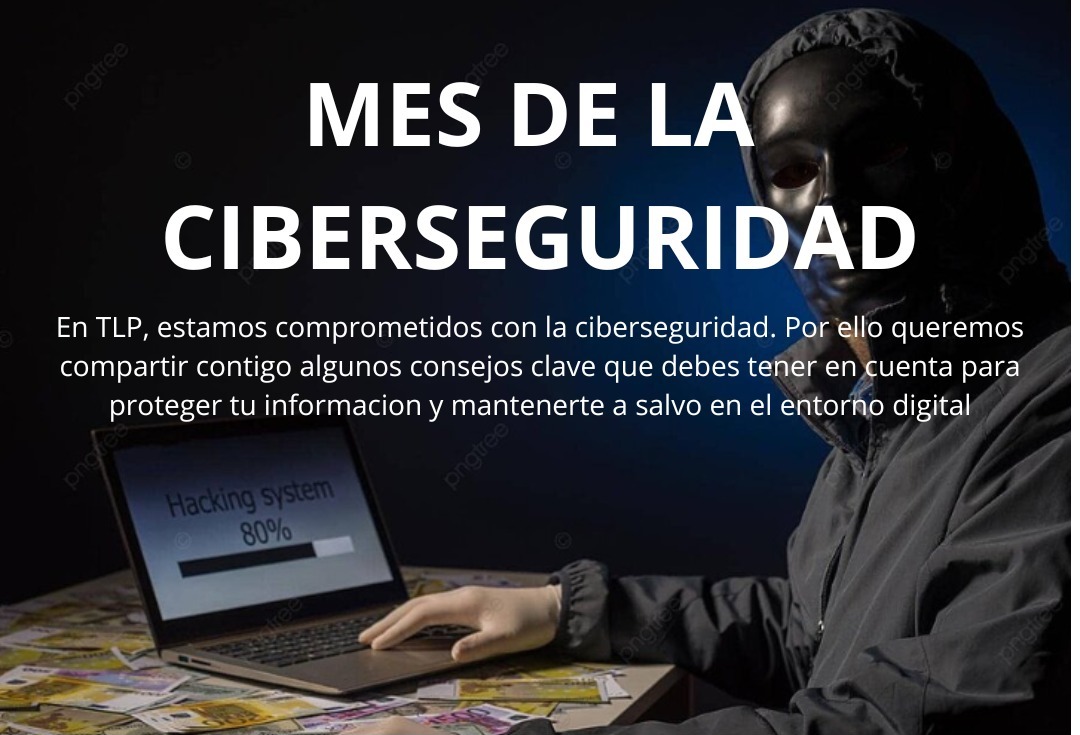 MES DE LA
CIBERSEGURIDAD
En TLP, estamos comprometidos con la ciberseguridad. Por ello queremos
compartir contigo algunos consejos clave que debes tener en cuenta para
proteger tu informacion y mantenerte a salvo en el entorno digital
Hacking system
80%
pngtree